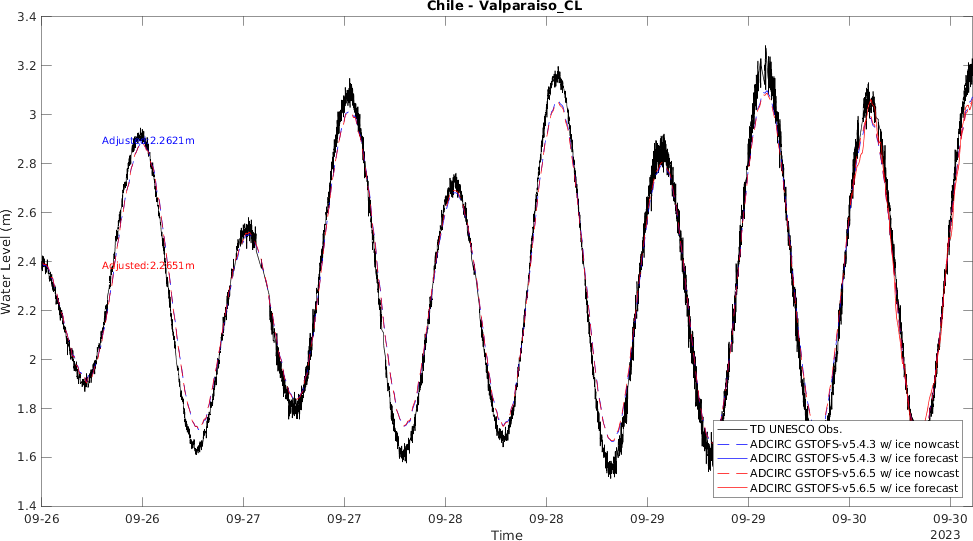 Chile - Valparaiso_CL
3.4
3.2
3
2.8
2.6
2.4
2.2
2
1.8
1.6
1.4
Water Level (m)
Adjusted:2.2621m
Adjusted:2.2651m
TD UNESCO Obs.
ADCIRC GSTOFS-v5.4.3 w/ ice nowcast
ADCIRC GSTOFS-v5.4.3 w/ ice forecast
ADCIRC GSTOFS-v5.6.5 w/ ice nowcast
ADCIRC GSTOFS-v5.6.5 w/ ice forecast
09-26 09-26 09-27 09-27 09-28 09-28 09-29 09-29 09-30 09-30
2023
Time